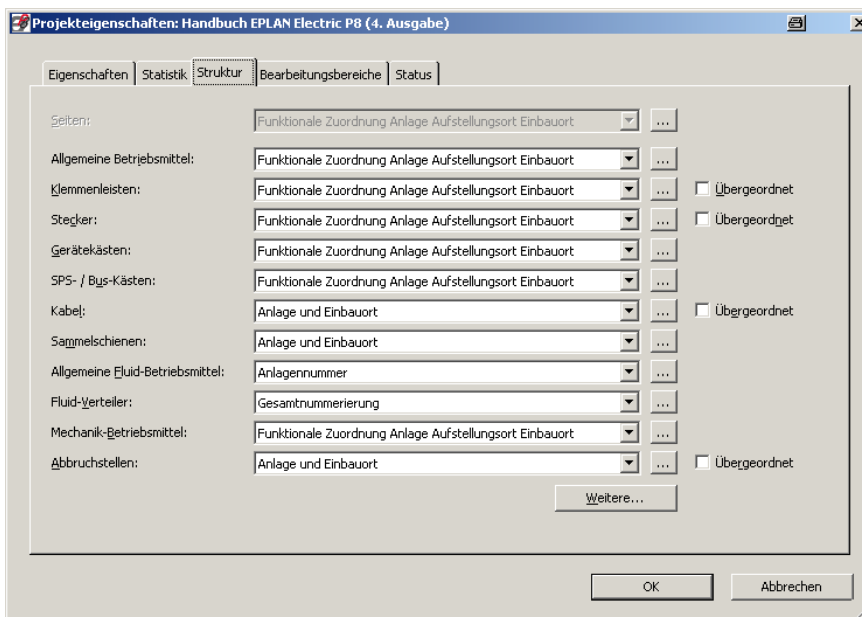 Projekteigenschaften: Handbuch EPLAN Electric P8 (4. Ausgabe)
Eigenschaften Statistik Struktur Bearbeitungsbereiche Status
Seiten: Funktionale Zuordnung Anlage Aufstellungsort Einbauort ...
Allgemeine Betriebsmittel: Funktionale Zuordnung Anlage Aufstellungsort Einbauort ...
Klemmenleisten: Funktionale Zuordnung Anlage Aufstellungsort Einbauort ... Übergeordnet
Stecker: Funktionale Zuordnung Anlage Aufstellungsort Einbauort ... Übergeordnet
Gerätekästen: Funktionale Zuordnung Anlage Aufstellungsort Einbauort ...
SPS- / Bus-Kästen: Funktionale Zuordnung Anlage Aufstellungsort Einbauort ...
Kabel: Anlage und Einbauort ... Übergeordnet
Sammelschienen: Anlage und Einbauort ...
Allgemeine Fluid-Betriebsmittel: Anlagennummer ...
Fluid-Verteiler: Gesamtnummerierung ...
Mechanik-Betriebsmittel: Funktionale Zuordnung Anlage Aufstellungsort Einbauort ...
Abbruchstellen: Anlage und Einbauort ... Übergeordnet
Weitere...
OK Abbrechen